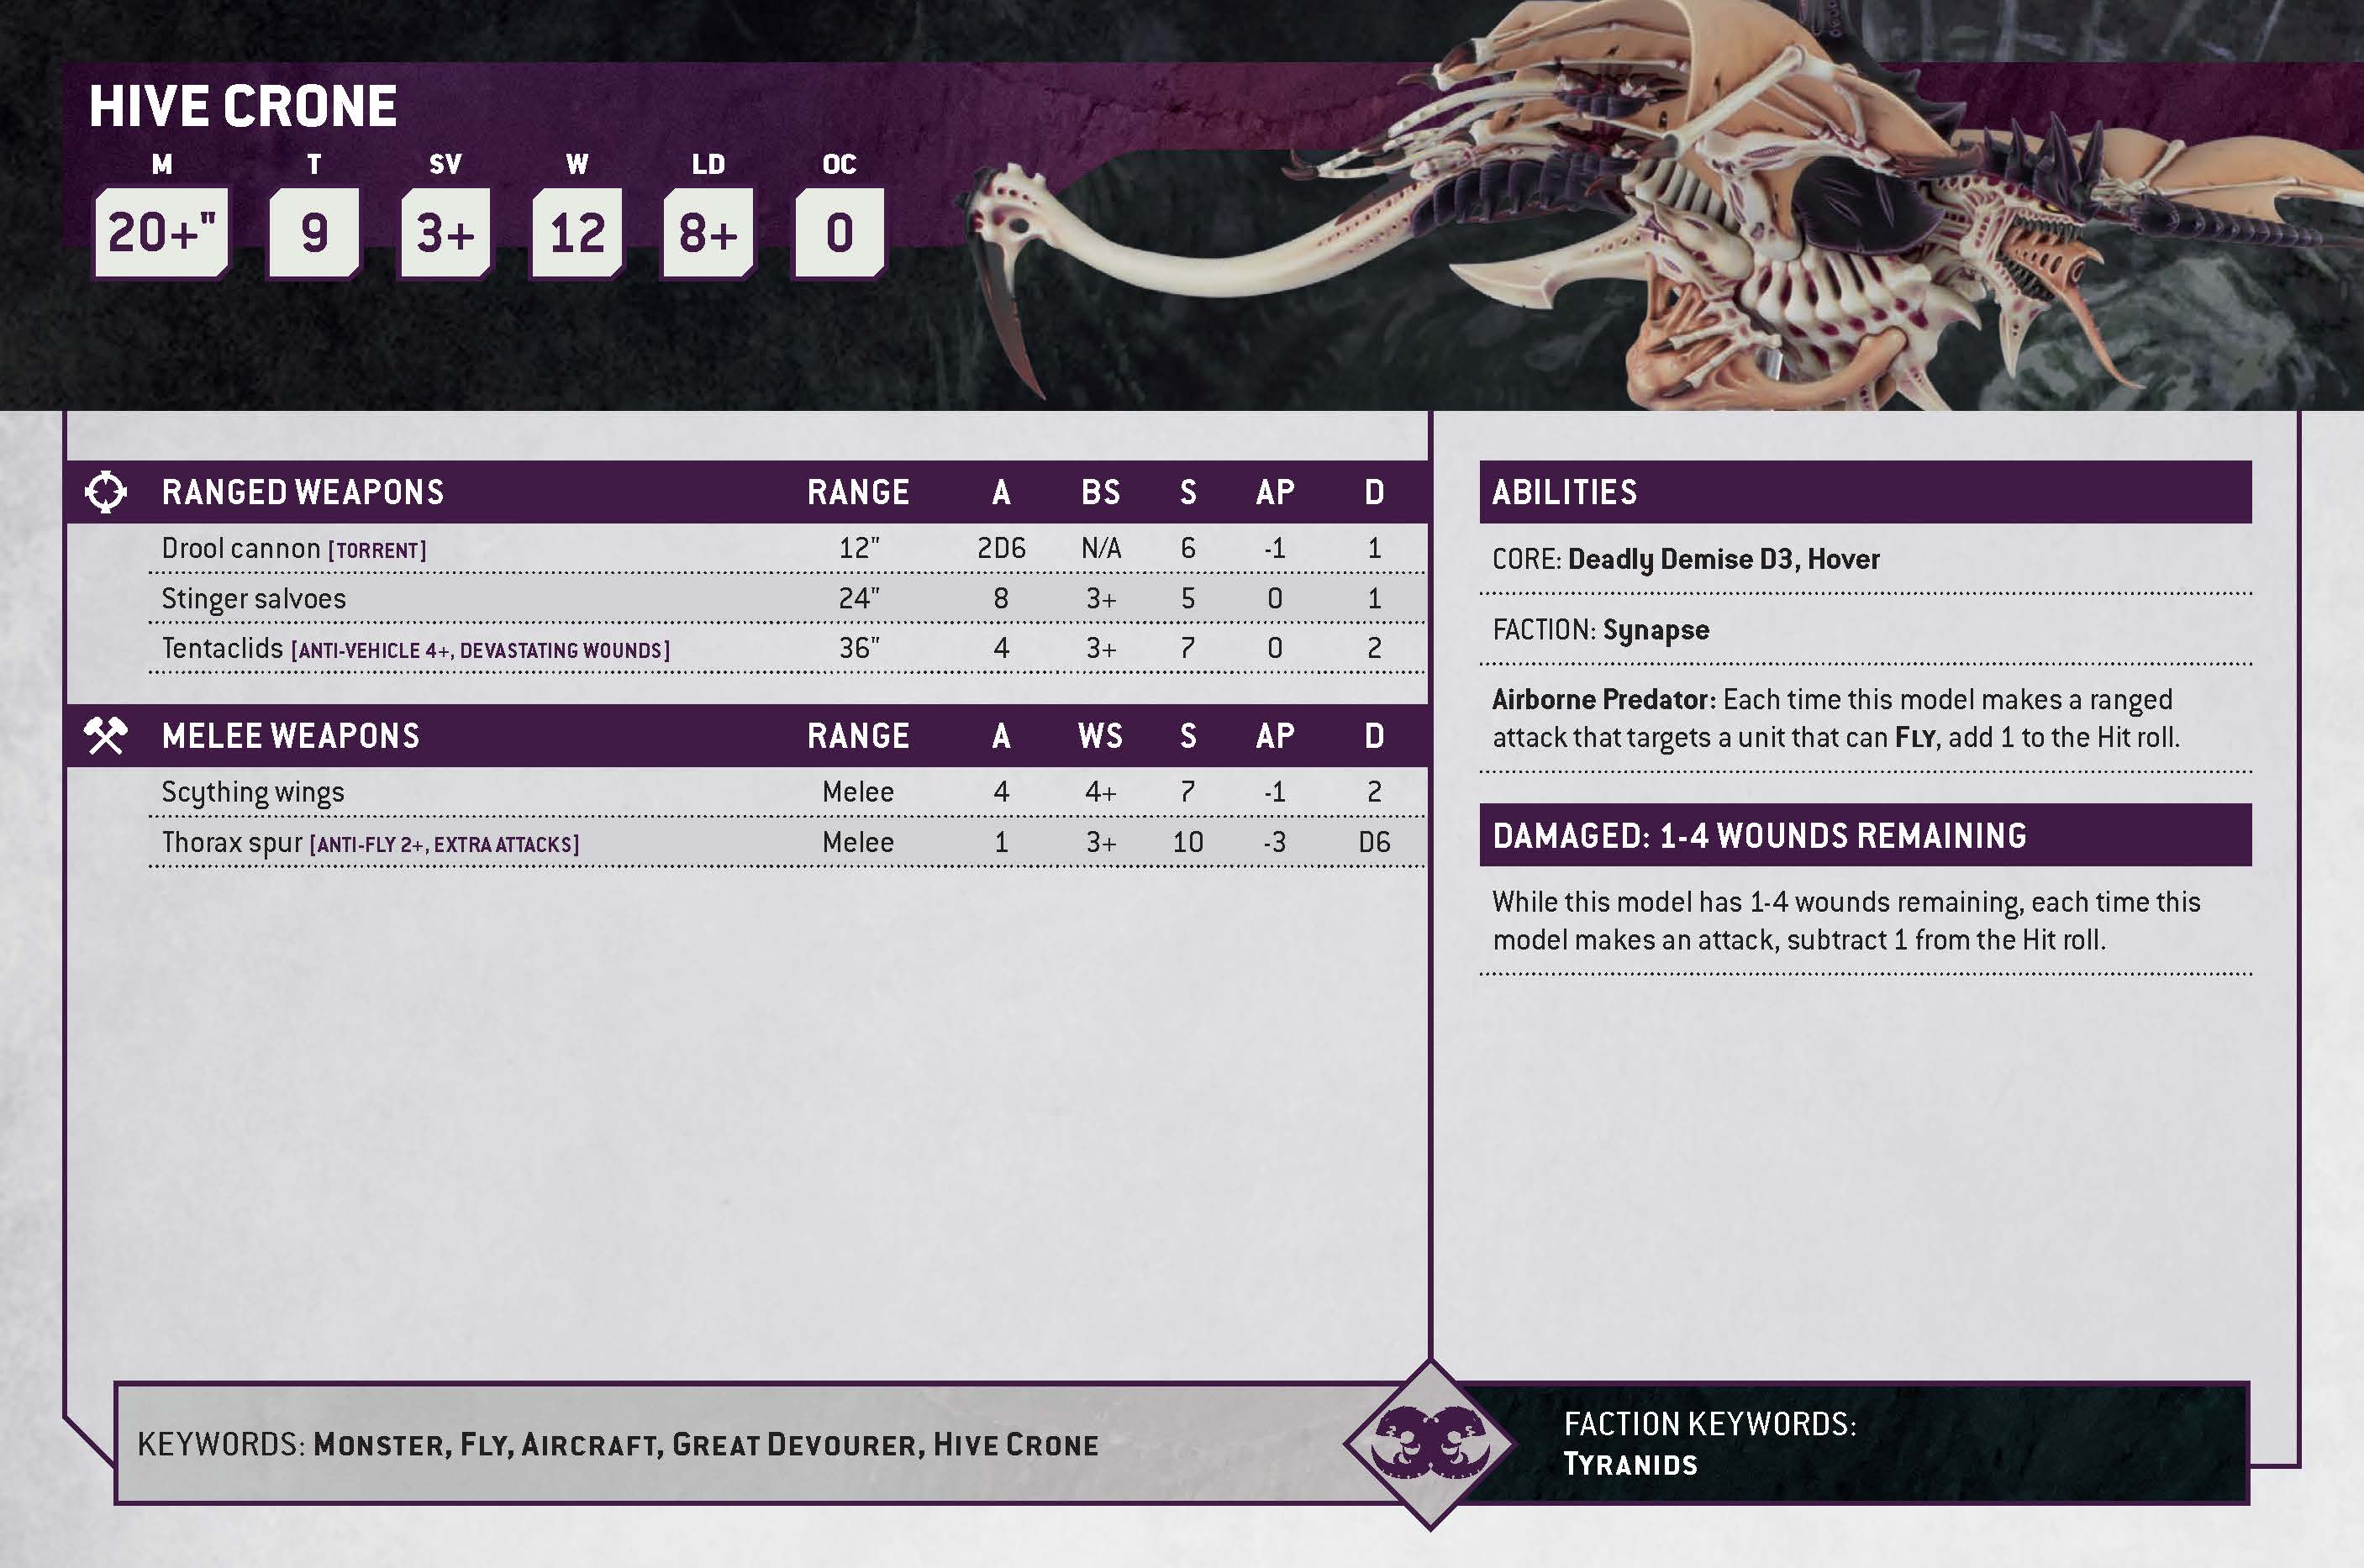 HIVE CRONE
M T SV W LD OC
20+" 9 3+ 12 8+ 0
RANGED WEAPONS RANGE A BS S AP D
Drool cannon [TORRENT] 12" 2D6 N/A 6 -1 1
Stinger salvoes 24" 8 3+ 5 0 1
Tentaclids [ANTI-VEHICLE 4+, DEVASTATING WOUNDS] 36" 4 3+ 7 0 2
MELEE WEAPONS RANGE A WS S AP D
Scything wings Melee 4 4+ 7 -1 2
Thorax spur [ANTI-FLY 2+, EXTRA ATTACKS] Melee 1 3+ 10 -3 D6
ABILITIES
CORE: Deadly Demise D3, Hover
FACTION: Synapse
Airborne Predator: Each time this model makes a ranged
attack that targets a unit that can FLY, add 1 to the Hit roll.
DAMAGED: 1-4 WOUNDS REMAINING
While this model has 1-4 wounds remaining, each time this
model makes an attack, subtract 1 from the Hit roll.
KEYWORDS: MONSTER, FLY, AIRCRAFT, GREAT DEVOURER, HIVE CRONE
FACTION KEYWORDS:
TYRANIDS